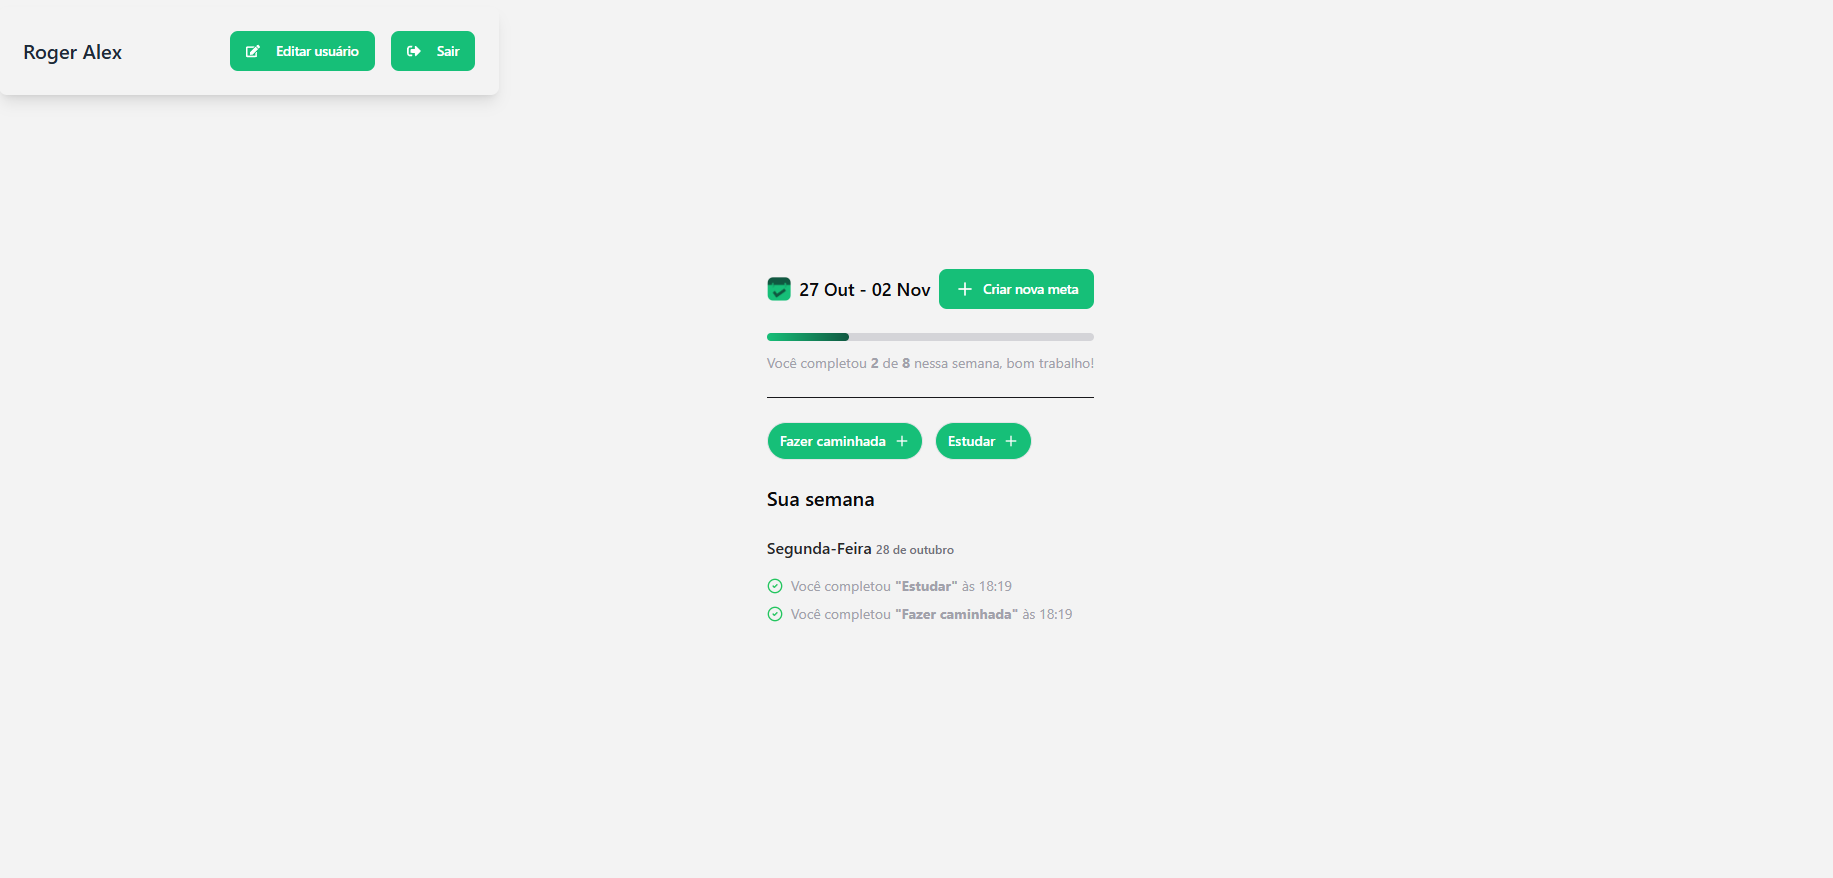 Roger Alex
Editar usuário
Sair
27 Out - 02 Nov
Criar nova meta
Você completou 2 de 8 nessa semana, bom trabalho!
Fazer caminhada
Estudar
Sua semana
Segunda-Feira 28 de outubro
Você completou "Estudar" às 18:19
Você completou "Fazer caminhada" às 18:19